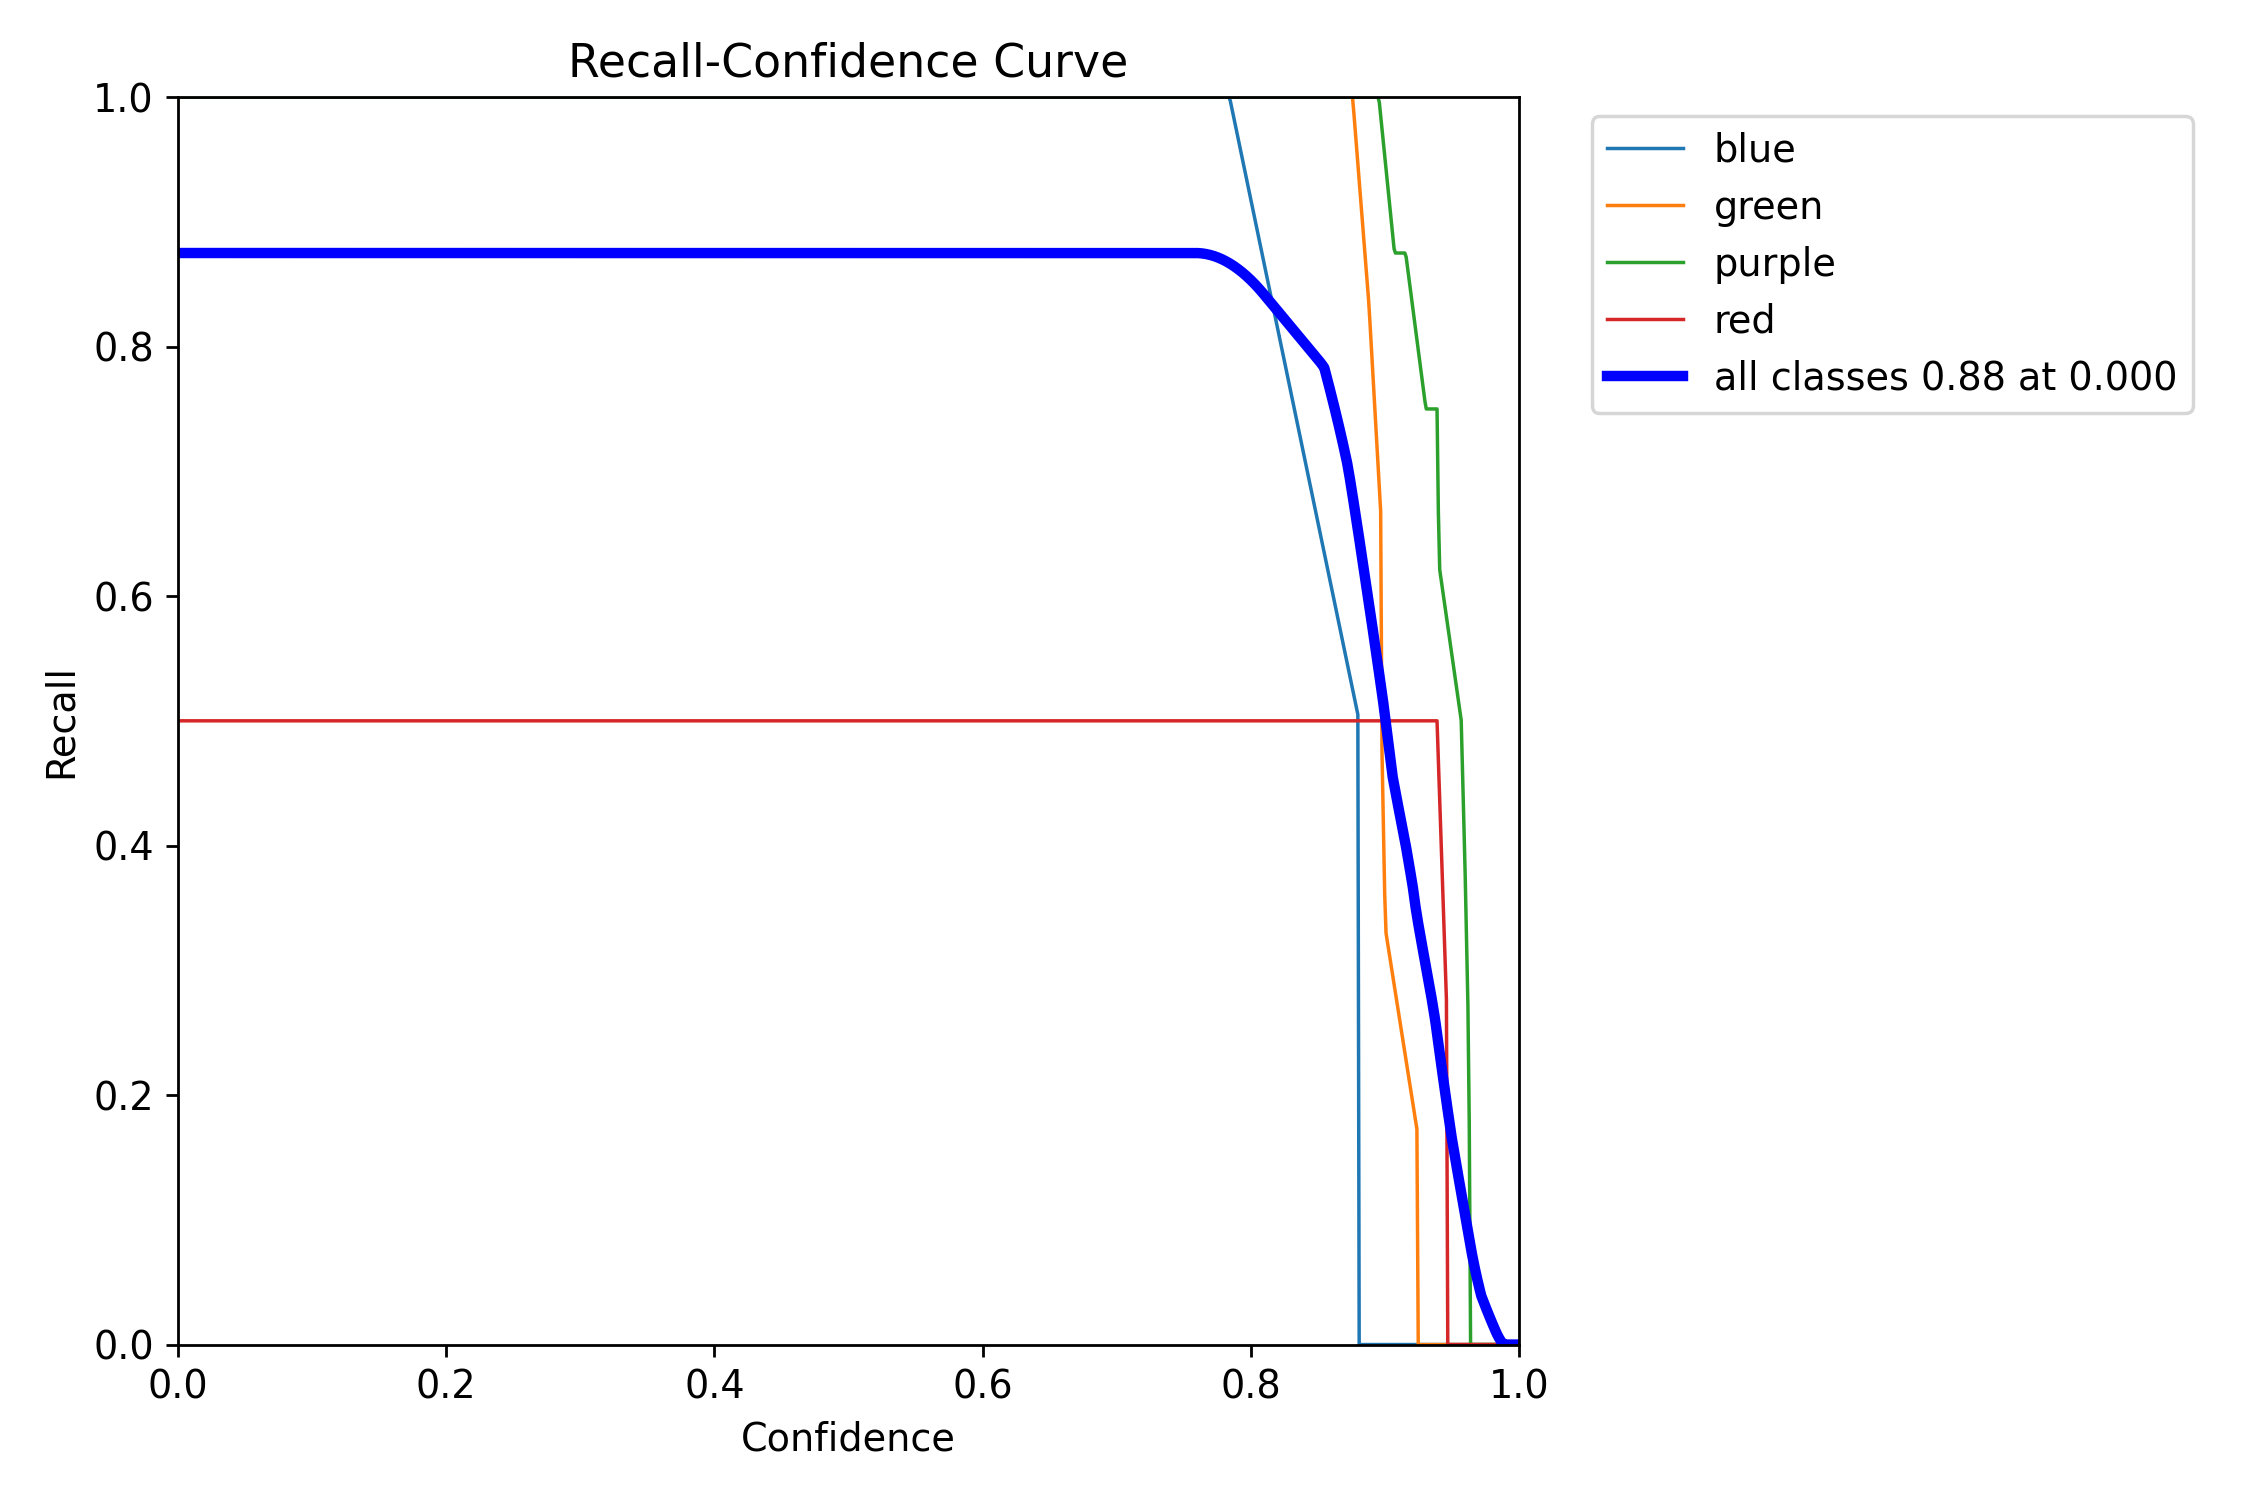 Recall-Confidence Curve
1.0
0.8
0.6
0.4
0.2
0.0
Recall
0.0 0.2 0.4 0.6 0.8 1.0
Confidence
blue
green
purple
red
all classes 0.88 at 0.000